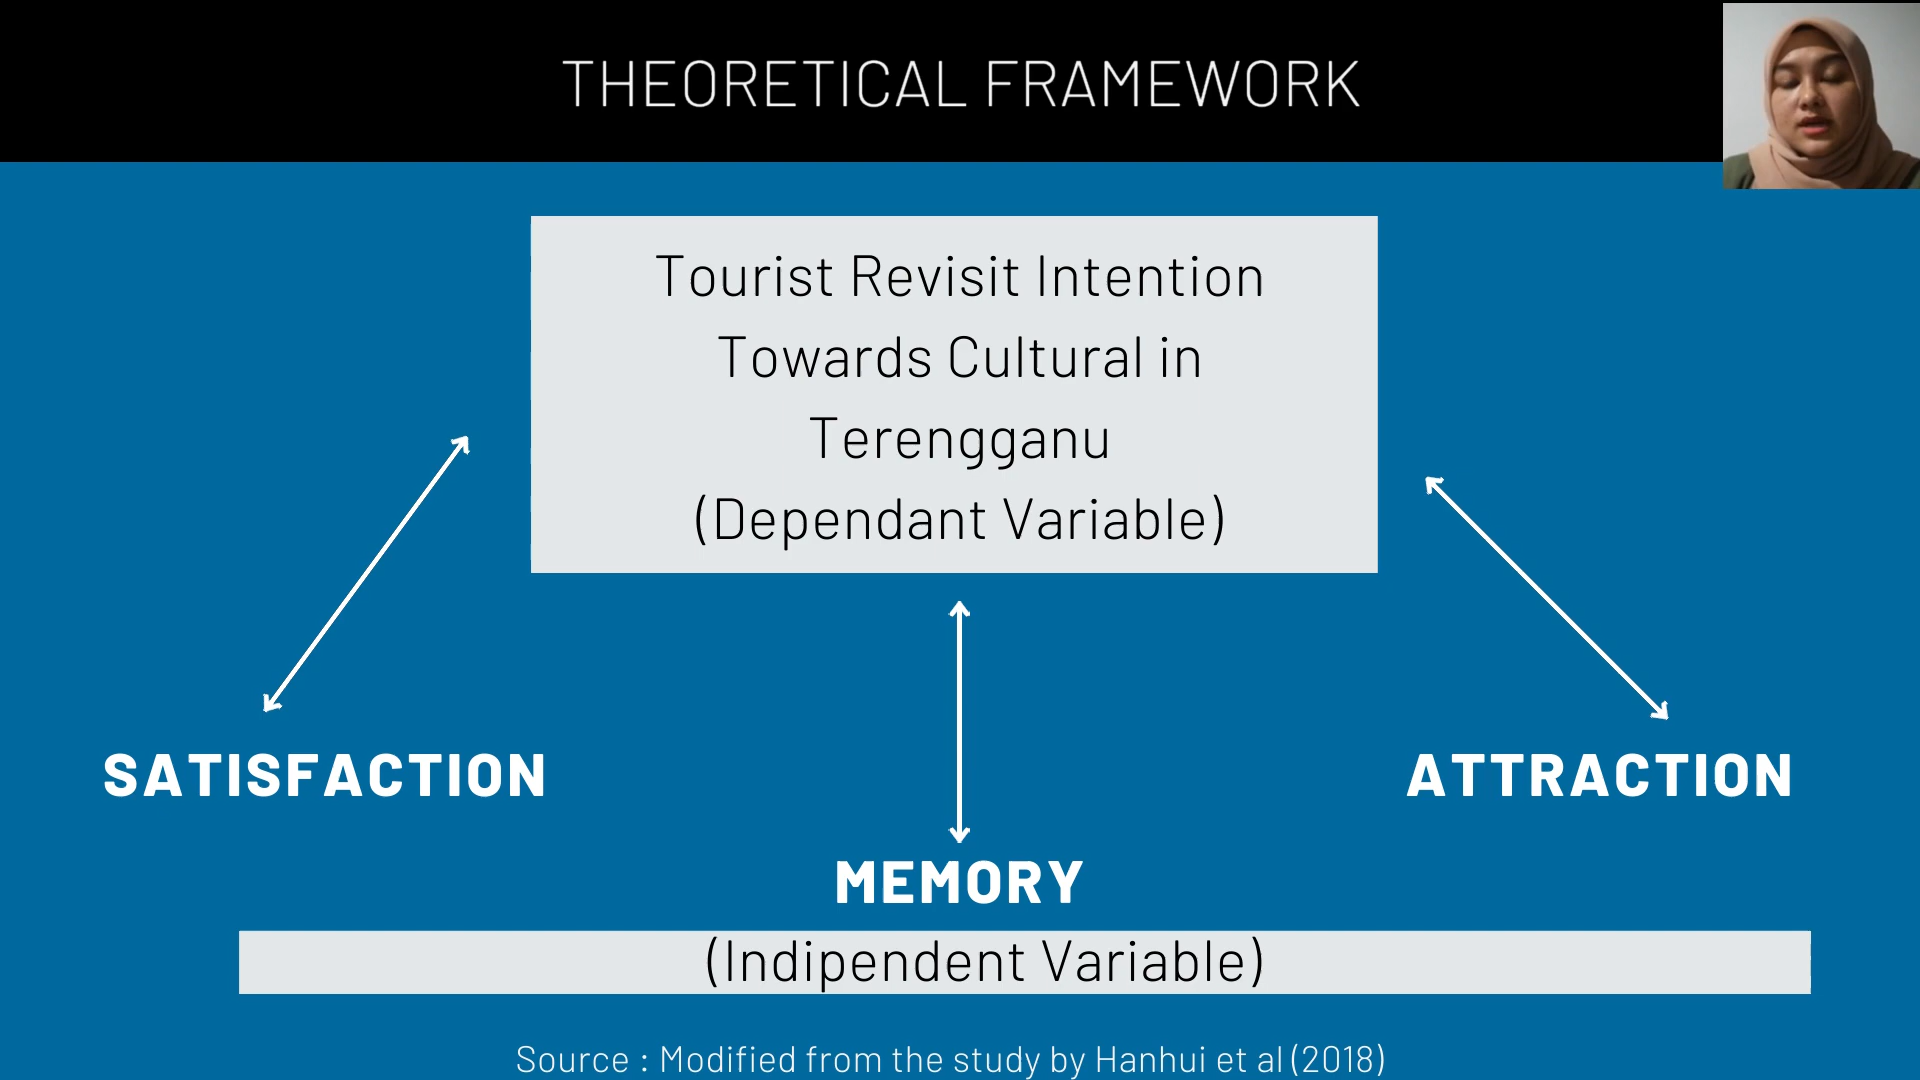 THEORETICAL FRAMEWORK
Tourist Revisit Intention
Towards Cultural in
Terengganu
(Dependant Variable)
SATISFACTION
ATTRACTION
MEMORY
(Indipendent Variable)
Source : Modified from the study by Hanhui et al (2018)